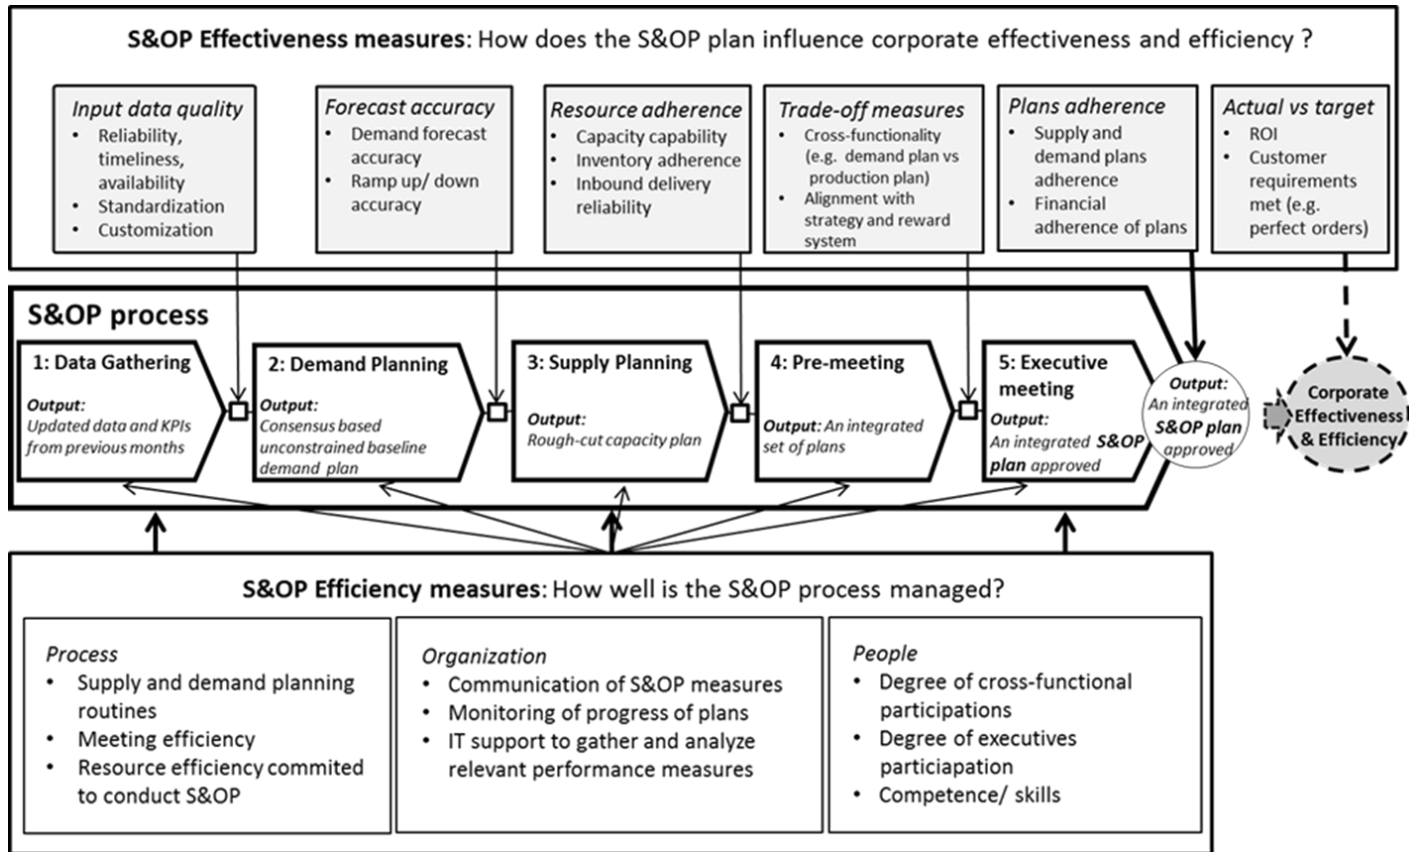 S&OP Effectiveness measures: How does the S&OP plan influence corporate effectiveness and efficiency ?
Input data quality
• Reliability,
timeliness,
availability
• Standardization
• Customization
Forecast accuracy
• Demand forecast
accuracy
• Ramp up/ down
accuracy
Resource adherence
• Capacity capability
• Inventory adherence
• Inbound delivery
reliability
Trade-off measures
• Cross-functionality
(e.g. demand plan vs
production plan)
• Alignment with
strategy and reward
system
Plans adherence
• Supply and
demand plans
adherence
• Financial
adherence of plans
Actual vs target
• ROI
• Customer
requirements
met (e.g.
perfect orders)
S&OP process
1: Data Gathering
Output:
Updated data and KPIs
from previous months
2: Demand Planning
Output:
Consensus based
unconstrained baseline
demand plan
3: Supply Planning
Output:
Rough-cut capacity plan
4: Pre-meeting
Output: An integrated
set of plans
5: Executive
meeting
Output:
An integrated S&OP
plan approved
Output:
An integrated
S&OP plan
approved
Corporate
Effectiveness
& Efficiency
S&OP Efficiency measures: How well is the S&OP process managed?
Process
• Supply and demand planning
routines
• Meeting efficiency
• Resource efficiency commited
to conduct S&OP
Organization
• Communication of S&OP measures
• Monitoring of progress of plans
• IT support to gather and analyze
relevant performance measures
People
• Degree of cross-functional
participations
• Degree of executives
particiapation
• Competence/ skills